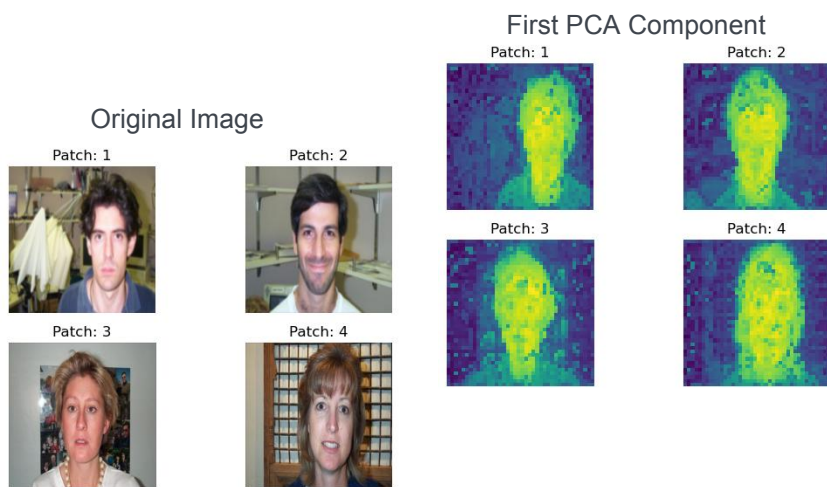 First PCA Component
Patch: 1
Patch: 2
Original Image
Patch: 1
Patch: 2
Patch: 3
Patch: 4
Patch: 3
Patch: 4